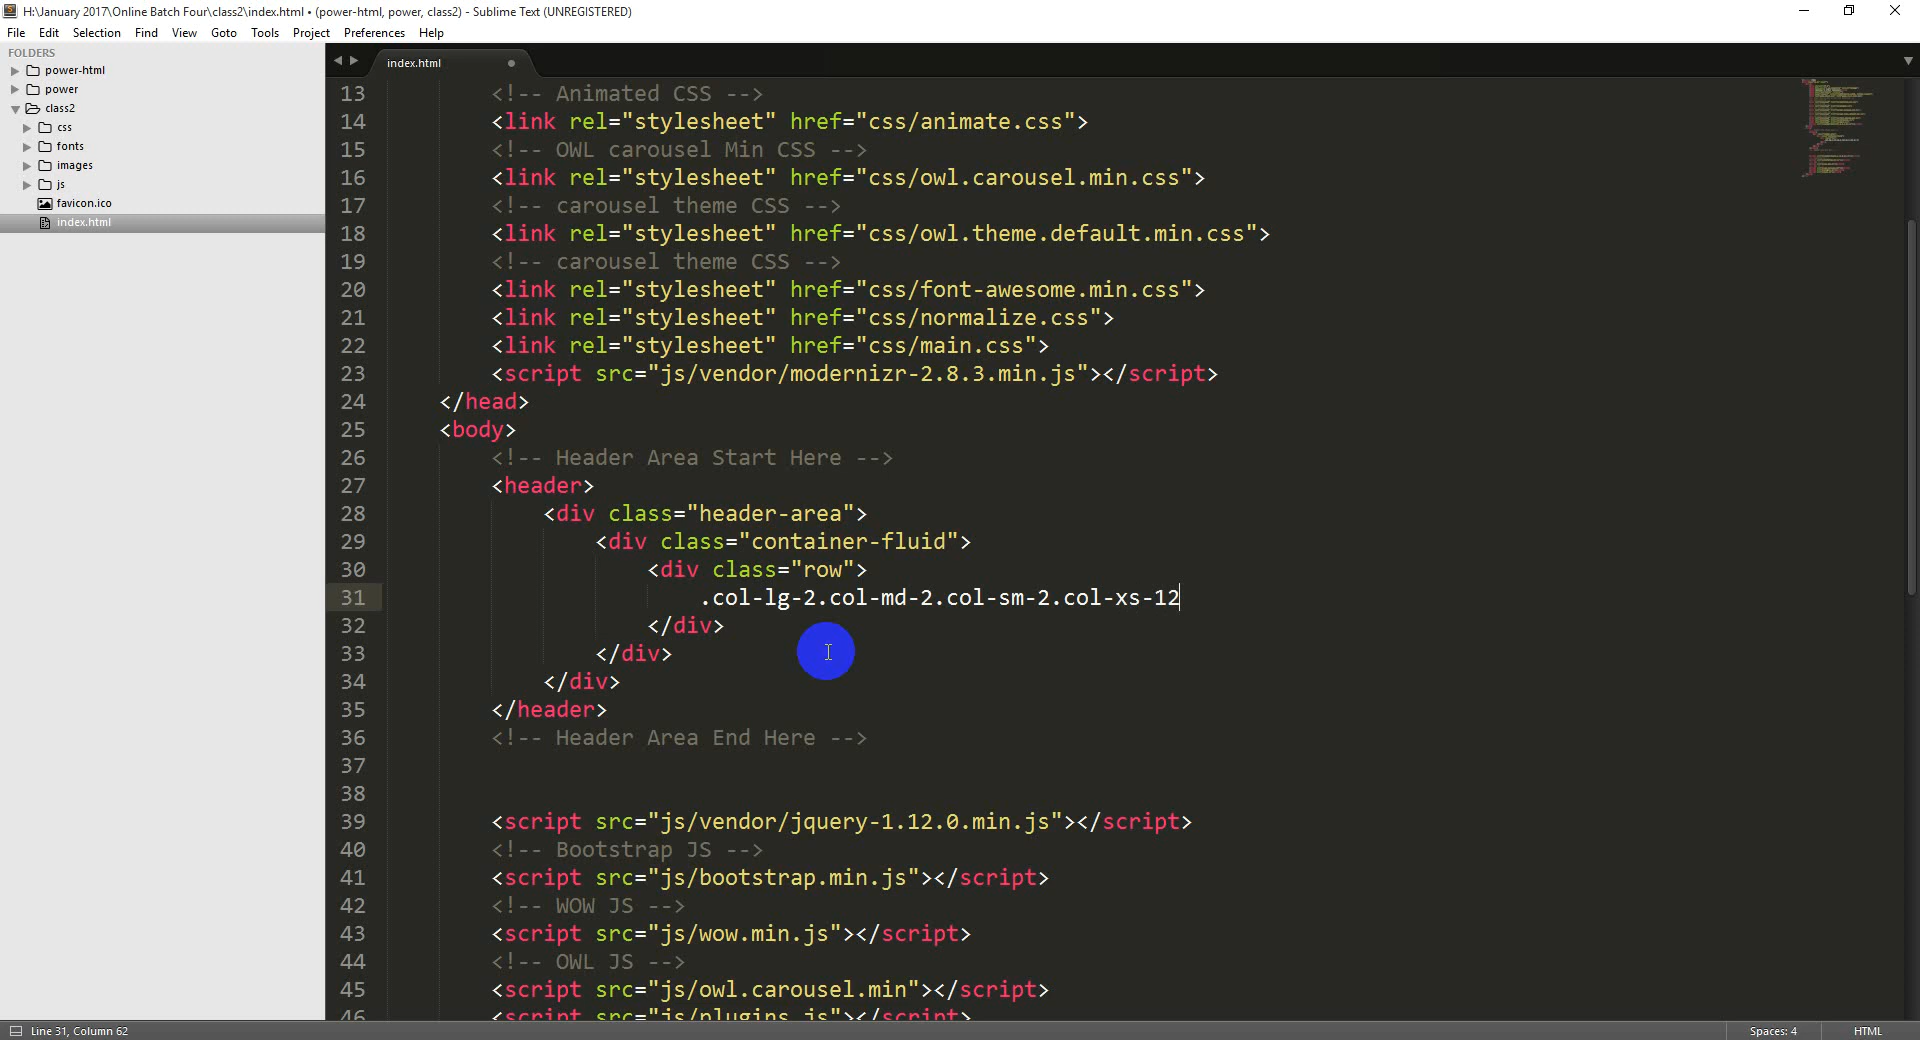 H:\January 2017\Online Batch Four\class2\index.html • (power-html, power, class2) - Sublime Text (UNREGISTERED)
File Edit Selection Find View Goto Tools Project Preferences Help
FOLDERS
power-html
power
class2
css
fonts
images
js
favicon.ico
index.html
index.html
13 <!-- Animated CSS -->
14 <link rel="stylesheet" href="css/animate.css">
15 <!-- OWL carousel Min CSS -->
16 <link rel="stylesheet" href="css/owl.carousel.min.css">
17 <!-- carousel theme CSS -->
18 <link rel="stylesheet" href="css/owl.theme.default.min.css">
19 <!-- carousel theme CSS -->
20 <link rel="stylesheet" href="css/font-awesome.min.css">
21 <link rel="stylesheet" href="css/normalize.css">
22 <link rel="stylesheet" href="css/main.css">
23 <script src="js/vendor/modernizr-2.8.3.min.js"></script>
24 </head>
25 <body>
26 <!-- Header Area Start Here -->
27 <header>
28 <div class="header-area">
29 <div class="container-fluid">
30 <div class="row">
31 .col-lg-2.col-md-2.col-sm-2.col-xs-12
32 </div>
33 </div>
34 </div>
35 </header>
36 <!-- Header Area End Here -->
37
38
39 <script src="js/vendor/jquery-1.12.0.min.js"></script>
40 <!-- Bootstrap JS -->
41 <script src="js/bootstrap.min.js"></script>
42 <!-- WOW JS -->
43 <script src="js/wow.min.js"></script>
44 <!-- OWL JS -->
45 <script src="js/owl.carousel.min"></script>
46 <script src="js/plugins.js"></script>
Line 31, Column 62
Spaces: 4
HTML